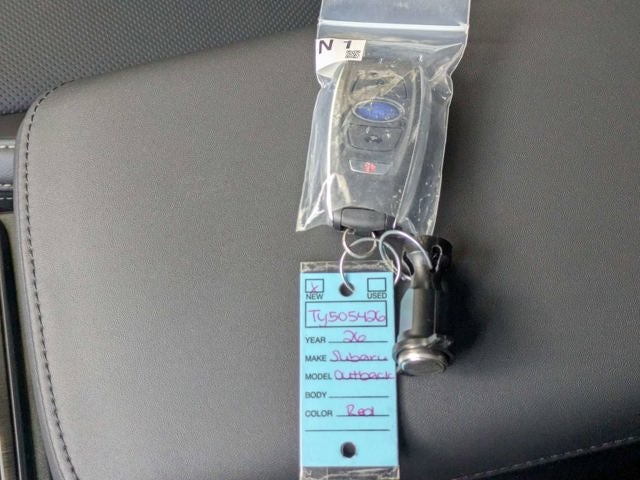 N 1
X
NEW USED
TY505426
YEAR 26
MAKE Subaru
MODEL Outback
BODY
COLOR Red